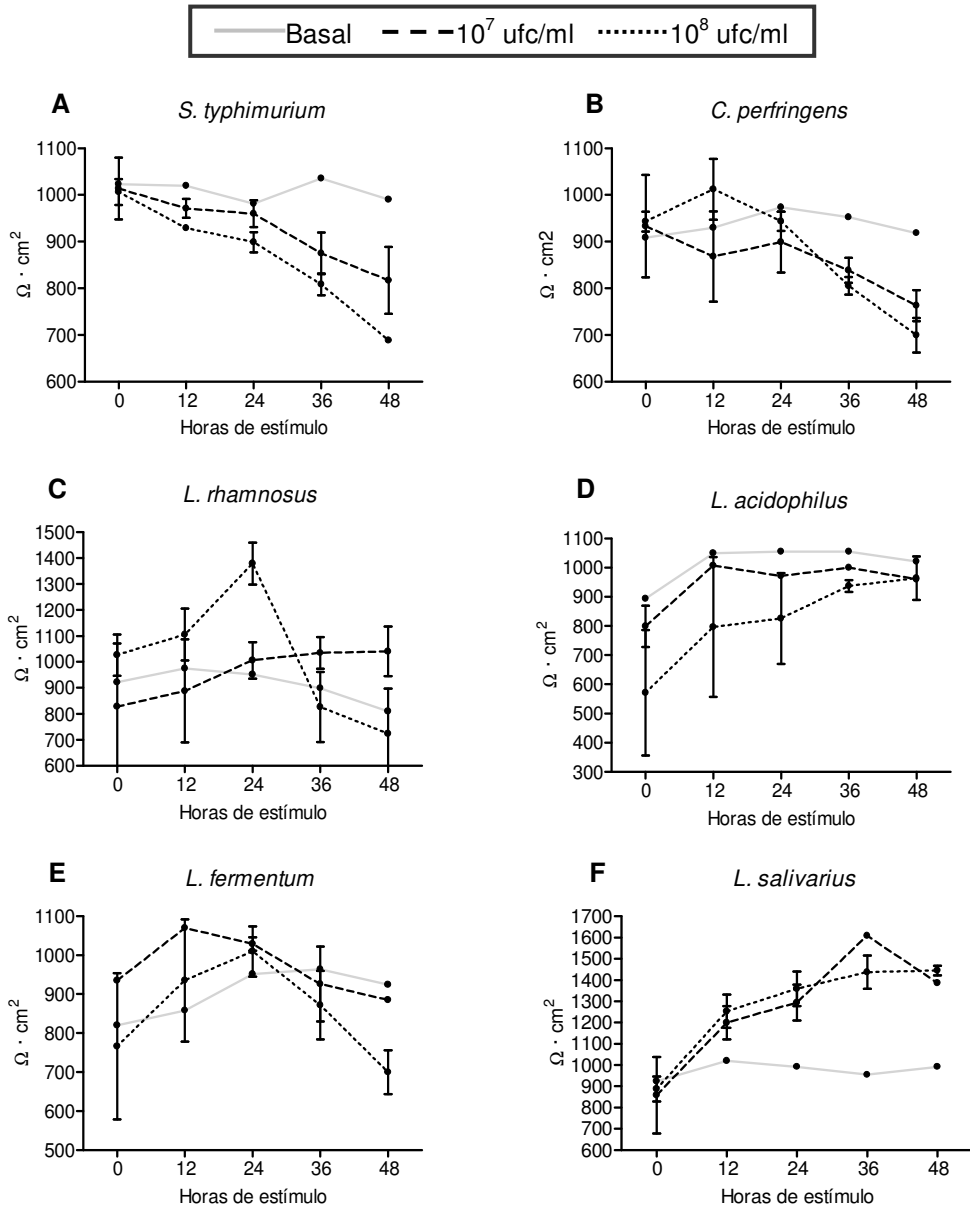 Basal 10⁷ ufc/ml 10⁸ ufc/ml
A S. typhimurium
1100
1000
900
800
700
600
Ω · cm²
0 12 24 36 48
Horas de estímulo
B C. perfringens
1100
1000
900
800
700
600
Ω · cm2
0 12 24 36 48
Horas de estímulo
C L. rhamnosus
1500
1400
1300
1200
1100
1000
900
800
700
600
Ω · cm²
0 12 24 36 48
Horas de estímulo
D L. acidophilus
1100
1000
900
800
700
600
500
400
300
Ω · cm²
0 12 24 36 48
Horas de estímulo
E L. fermentum
1100
1000
900
800
700
600
500
Ω · cm²
0 12 24 36 48
Horas de estímulo
F L. salivarius
1700
1600
1500
1400
1300
1200
1100
1000
900
800
700
600
Ω · cm²
0 12 24 36 48
Horas de estímulo